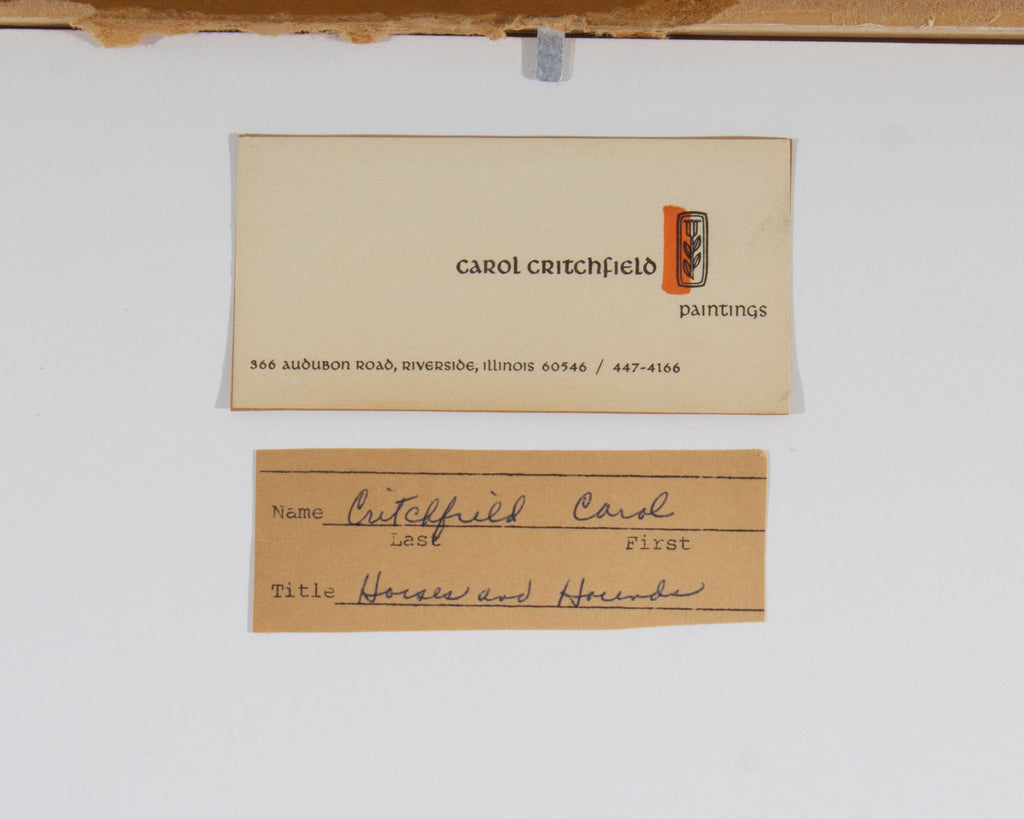 CAROL CRITCHFIELD
PAINTINGS
366 AUDUBON ROAD, RIVERSIDE, ILLINOIS 60546 / 447-4166
Name Critchfield Carol
Last First
Title Horses and Hounds